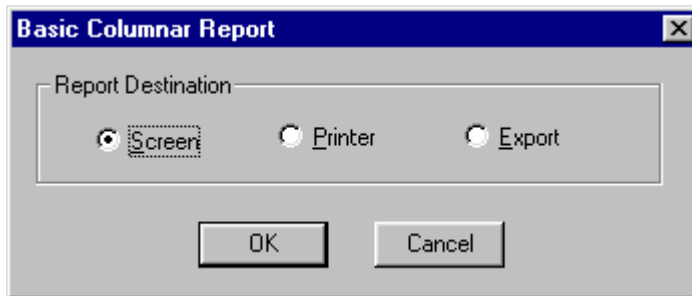 Basic Columnar Report
Report Destination
Screen Printer Export
OK Cancel